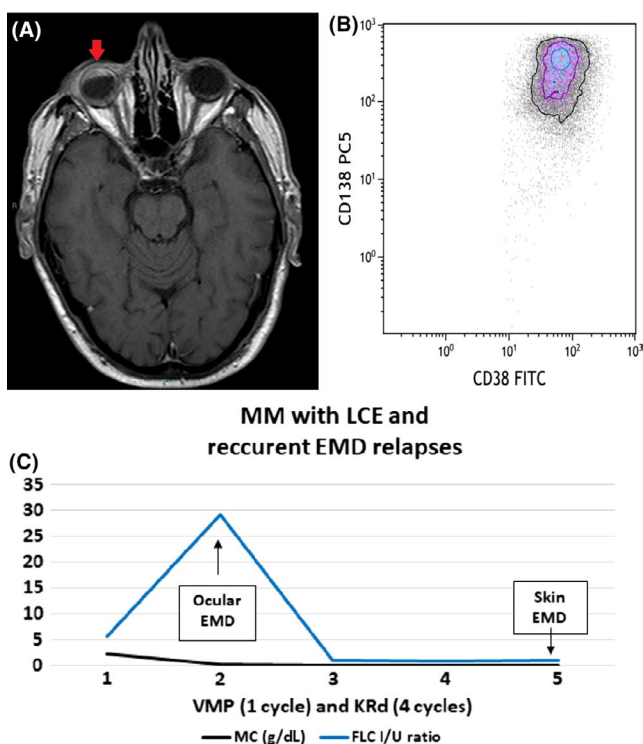 (A)
R
(B)
CD138 PC5
10³
10²
10¹
10⁰
10⁰ 10¹ 10² 10³
CD38 FITC
MM with LCE and
reccurent EMD relapses
(C)
35
30
25
20
15
10
5
0
Ocular
EMD
Skin
EMD
1 2 3 4 5
VMP (1 cycle) and KRd (4 cycles)
MC (g/dL) FLC I/U ratio